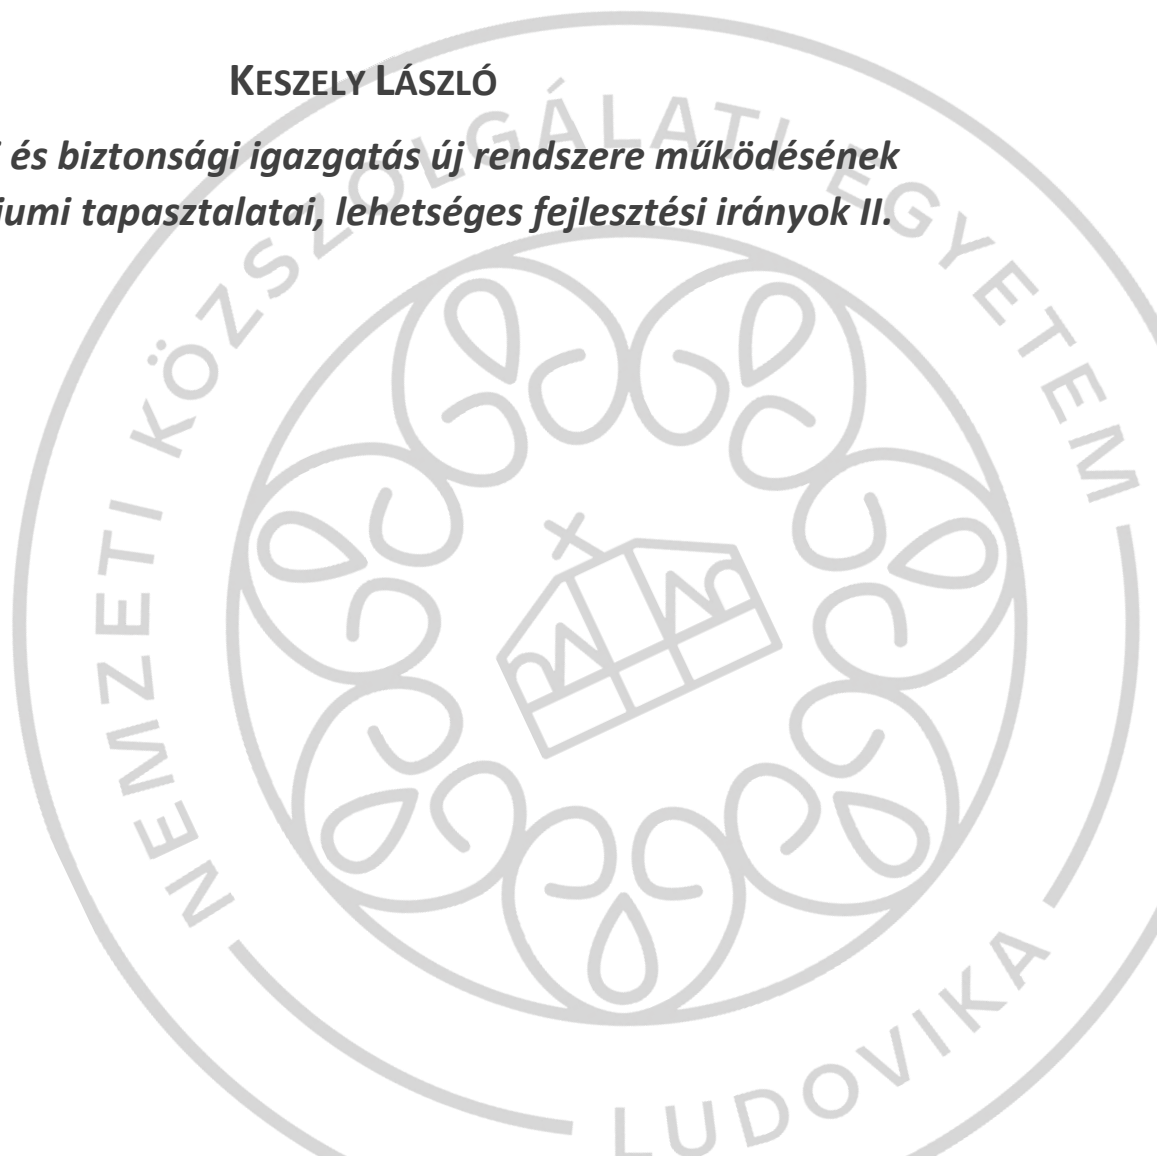 KESZELY LÁSZLÓ
és biztonsági igazgatás új rendszere működésének
tapasztalatai, lehetséges fejlesztési irányok II.
NEMZETI KÖZSZOLGÁLATI EGYETEM
LUDOVIKA